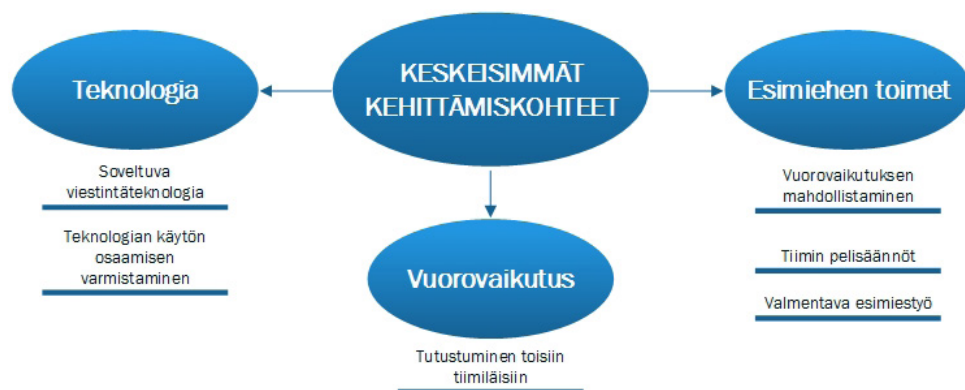 KESKEISIMMÄT
KEHITTÄMISKOHTEET
Teknologia
Soveltuva
viestintäteknologia
Teknologian käytön
osaamisen
varmistaminen
Vuorovaikutus
Tutustuminen toisiin
tiimiläisiin
Esimiehen toimet
Vuorovaikutuksen
mahdollistaminen
Tiimin pelisäännöt
Valmentava esimiestyö